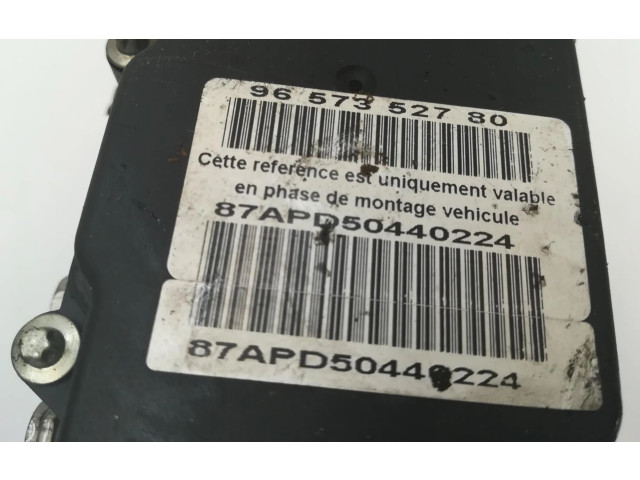 96 573 527 80
Cette reference est uniquement valable
en phase de montage vehicule
87APD50440224
87APD50440224